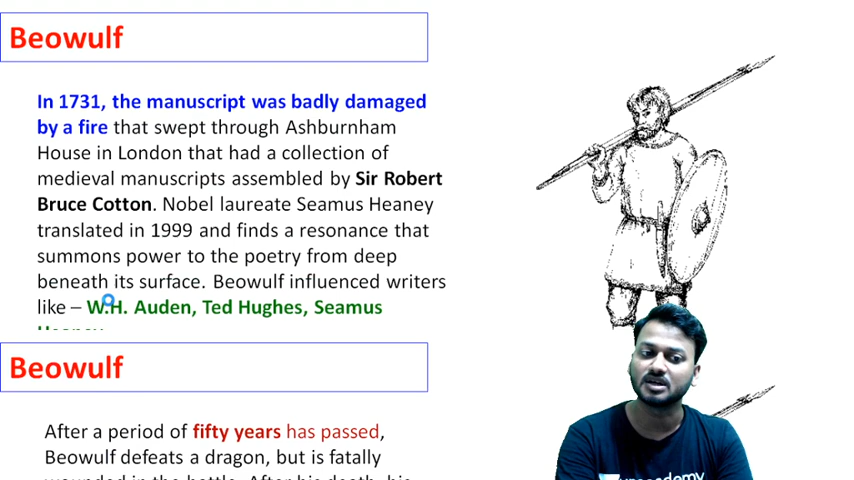 Beowulf
In 1731, the manuscript was badly damaged
by a fire that swept through Ashburnham
House in London that had a collection of
medieval manuscripts assembled by Sir Robert
Bruce Cotton. Nobel laureate Seamus Heaney
translated in 1999 and finds a resonance that
summons power to the poetry from deep
beneath its surface. Beowulf influenced writers
like – W.H. Auden, Ted Hughes, Seamus
Beowulf
After a period of fifty years has passed,
Beowulf defeats a dragon, but is fatally